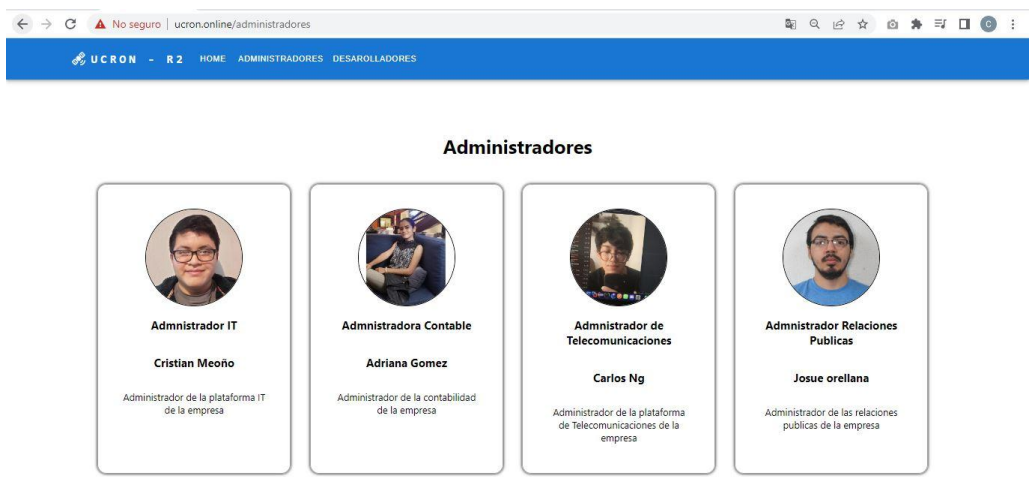 No seguro | ucron.online/administradores
C
UCRON - R2 HOME ADMINISTRADORES DESAROLLADORES
Administradores
Admnistrador IT
Cristian Meoño
Administrador de la plataforma IT
de la empresa
Admnistradora Contable
Adriana Gomez
Administrador de la contabilidad
de la empresa
Admnistrador de
Telecomunicaciones
Carlos Ng
Administrador de la plataforma
de Telecomunicaciones de la
empresa
Admnistrador Relaciones
Publicas
Josue orellana
Administrador de las relaciones
publicas de la empresa